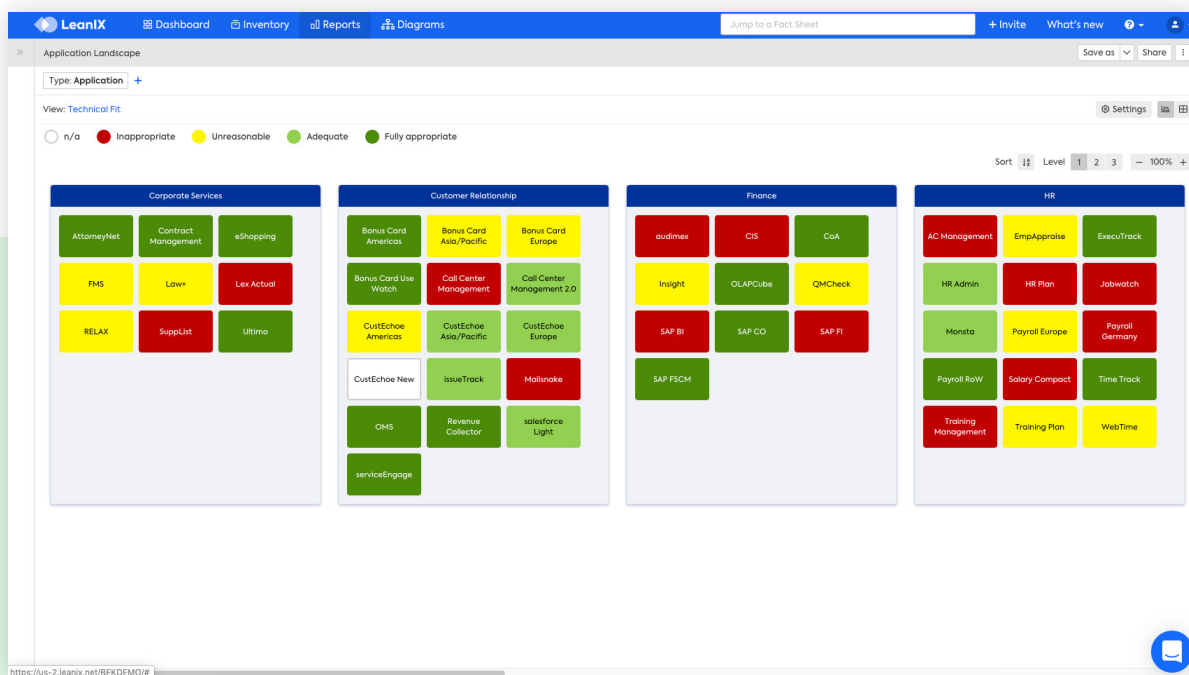 LeanIX Dashboard Inventory Reports Diagrams Jump to a Fact Sheet + Invite What's new
Application Landscape Save as Share
Type: Application +
View: Technical Fit Settings
n/a Inappropriate Unreasonable Adequate Fully appropriate
Sort Level 1 2 3 − 100% +
Corporate Services
AttorneyNet
Contract
Management
eShopping
FMS
Law+
Lex Actual
RELAX
SuppList
Ultimo
Customer Relationship
Bonus Card
Americas
Bonus Card
Asia/Pacific
Bonus Card
Europe
Bonus Card Use
Watch
Call Center
Management
Call Center
Management 2.0
CustEchoe
Americas
CustEchoe
Asia/Pacific
CustEchoe
Europe
CustEchoe New
issueTrack
Mailsnake
OMS
Revenue
Collector
salesforce
Light
serviceEngage
Finance
audimex
CIS
CoA
Insight
OLAPCube
QMCheck
SAP BI
SAP CO
SAP FI
SAP FSCM
HR
AC Management
EmpAppraise
ExecuTrack
HR Admin
HR Plan
Jobwatch
Monsta
Payroll Europe
Payroll
Germany
Payroll RoW
Salary Compact
Time Track
Training
Management
Training Plan
WebTime
https://us-2.leanix.net/BEKDEMO/#